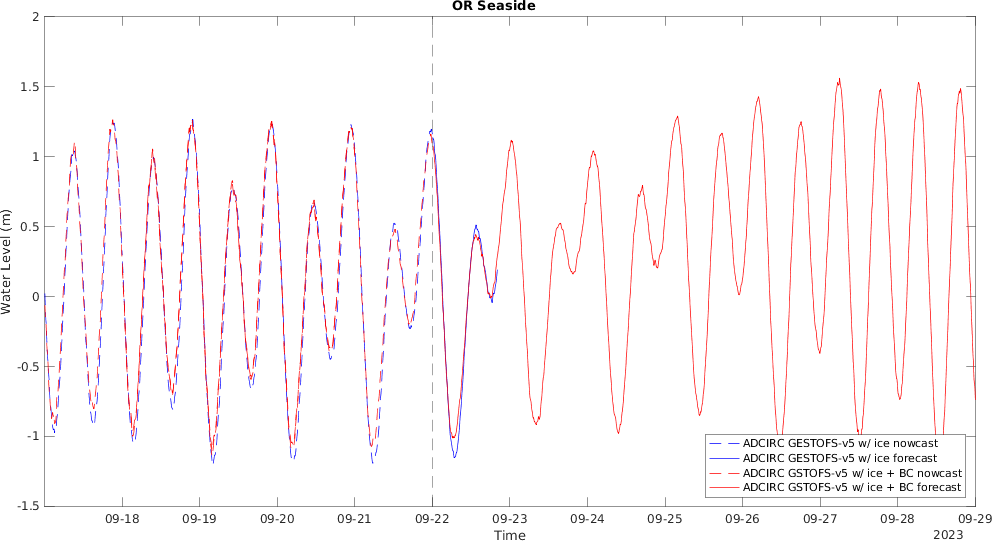 OR Seaside
2
1.5
1
0.5
0
-0.5
-1
-1.5
Water Level (m)
ADCIRC GESTOFS-v5 w/ ice nowcast
ADCIRC GESTOFS-v5 w/ ice forecast
ADCIRC GSTOFS-v5 w/ ice + BC nowcast
ADCIRC GSTOFS-v5 w/ ice + BC forecast
09-18 09-19 09-20 09-21 09-22 09-23 09-24 09-25 09-26 09-27 09-28 09-29
Time
2023